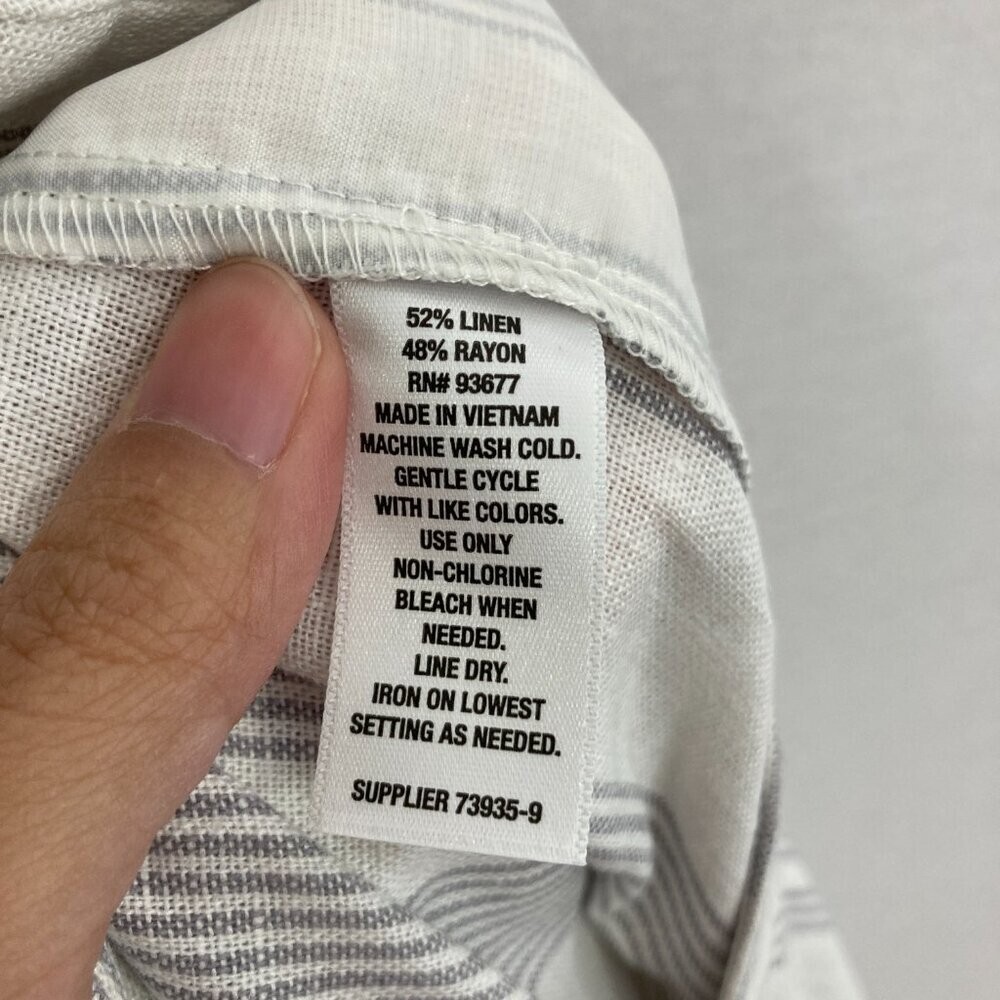 52% LINEN
48% RAYON
RN# 93677
MADE IN VIETNAM
MACHINE WASH COLD.
GENTLE CYCLE
WITH LIKE COLORS.
USE ONLY
NON-CHLORINE
BLEACH WHEN
NEEDED.
LINE DRY.
IRON ON LOWEST
SETTING AS NEEDED.
SUPPLIER 73935-9